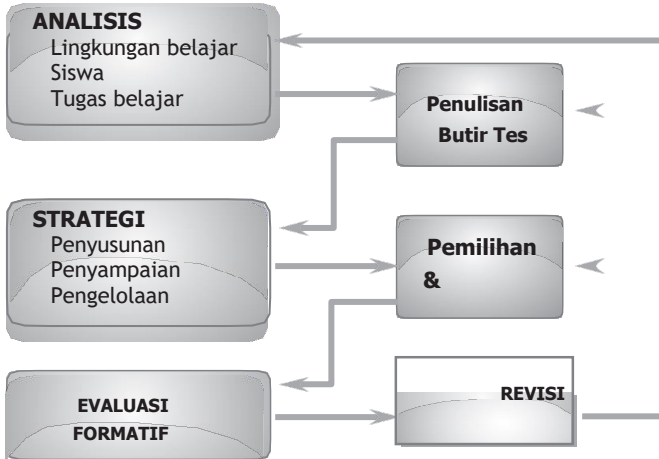 ANALISIS
Lingkungan belajar
Siswa
Tugas belajar
Penulisan
Butir Tes
STRATEGI
Penyusunan
Penyampaian
Pengelolaan
Pemilihan
&
EVALUASI
FORMATIF
REVISI